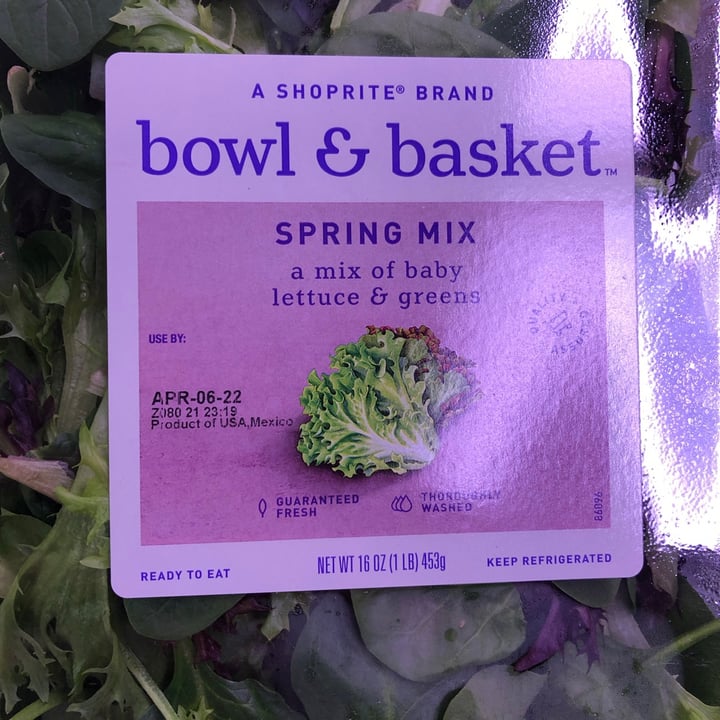 A SHOPRITE® BRAND
bowl & basket™
SPRING MIX
a mix of baby
lettuce & greens
USE BY:
APR-06-22
Z080 21 23:19
Product of USA,Mexico
GUARANTEED
FRESH
THOROUGHLY
WASHED
86096
READY TO EAT
NET WT 16 OZ (1 LB) 453g
KEEP REFRIGERATED